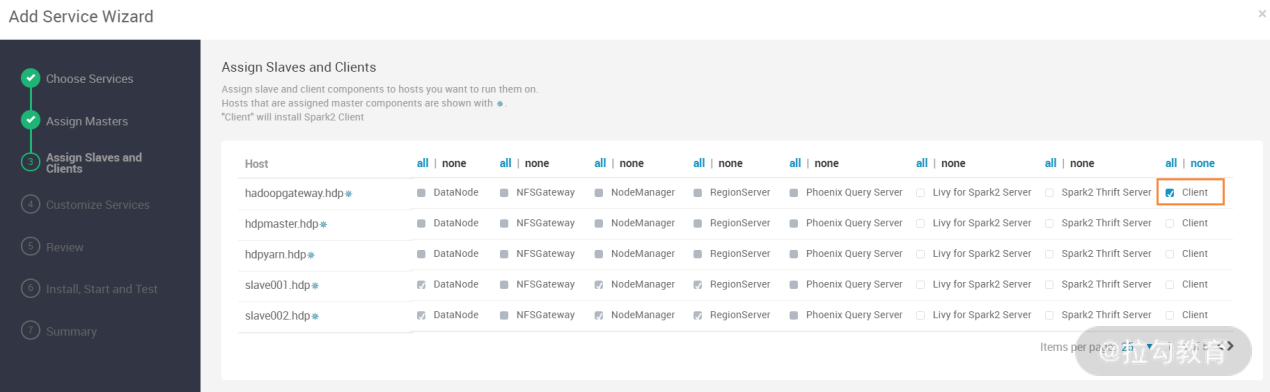 Add Service Wizard
×
Choose Services
Assign Masters
3 Assign Slaves and
Clients
4 Customize Services
5 Review
6 Install, Start and Test
7 Summary
Assign Slaves and Clients
Assign slave and client components to hosts you want to run them on.
Hosts that are assigned master components are shown with ✵.
"Client" will install Spark2 Client
Host all | none all | none all | none all | none all | none all | none all | none all | none
hadoopgateway.hdp✵ DataNode NFSGateway NodeManager RegionServer Phoenix Query Server Livy for Spark2 Server Spark2 Thrift Server Client
hdpmaster.hdp✵ DataNode NFSGateway NodeManager RegionServer Phoenix Query Server Livy for Spark2 Server Spark2 Thrift Server Client
hdpyarn.hdp✵ DataNode NFSGateway NodeManager RegionServer Phoenix Query Server Livy for Spark2 Server Spark2 Thrift Server Client
slave001.hdp✵ DataNode NFSGateway NodeManager RegionServer Phoenix Query Server Livy for Spark2 Server Spark2 Thrift Server Client
slave002.hdp✵ DataNode NFSGateway NodeManager RegionServer Phoenix Query Server Livy for Spark2 Server Spark2 Thrift Server Client
Items per page: 25
@拉勾教育